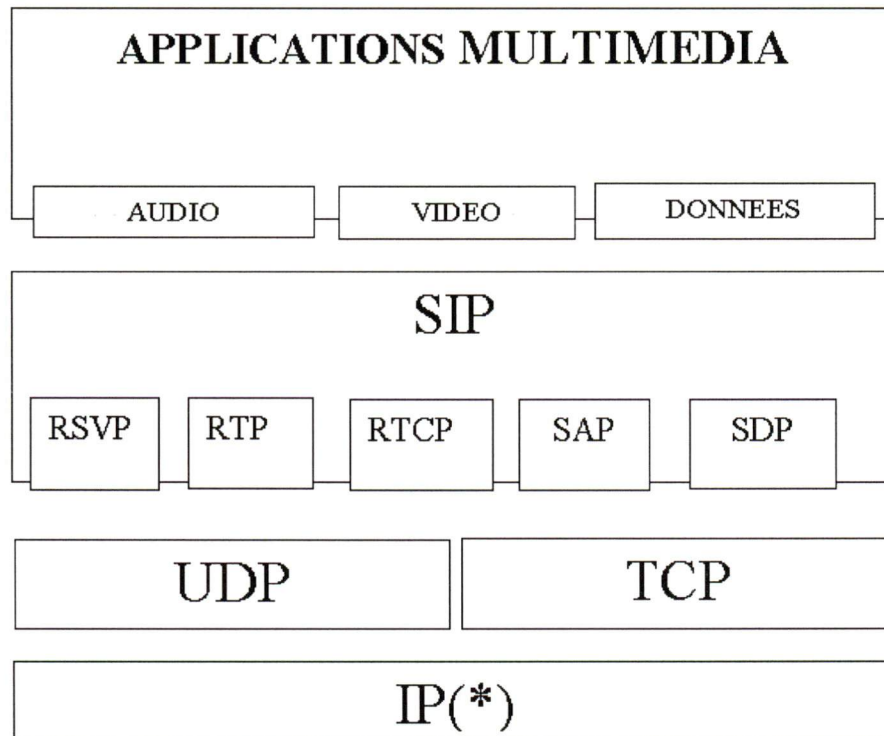 APPLICATIONS MULTIMEDIA
AUDIO VIDEO DONNEES
SIP
RSVP RTP RTCP SAP SDP
UDP TCP
IP(*)